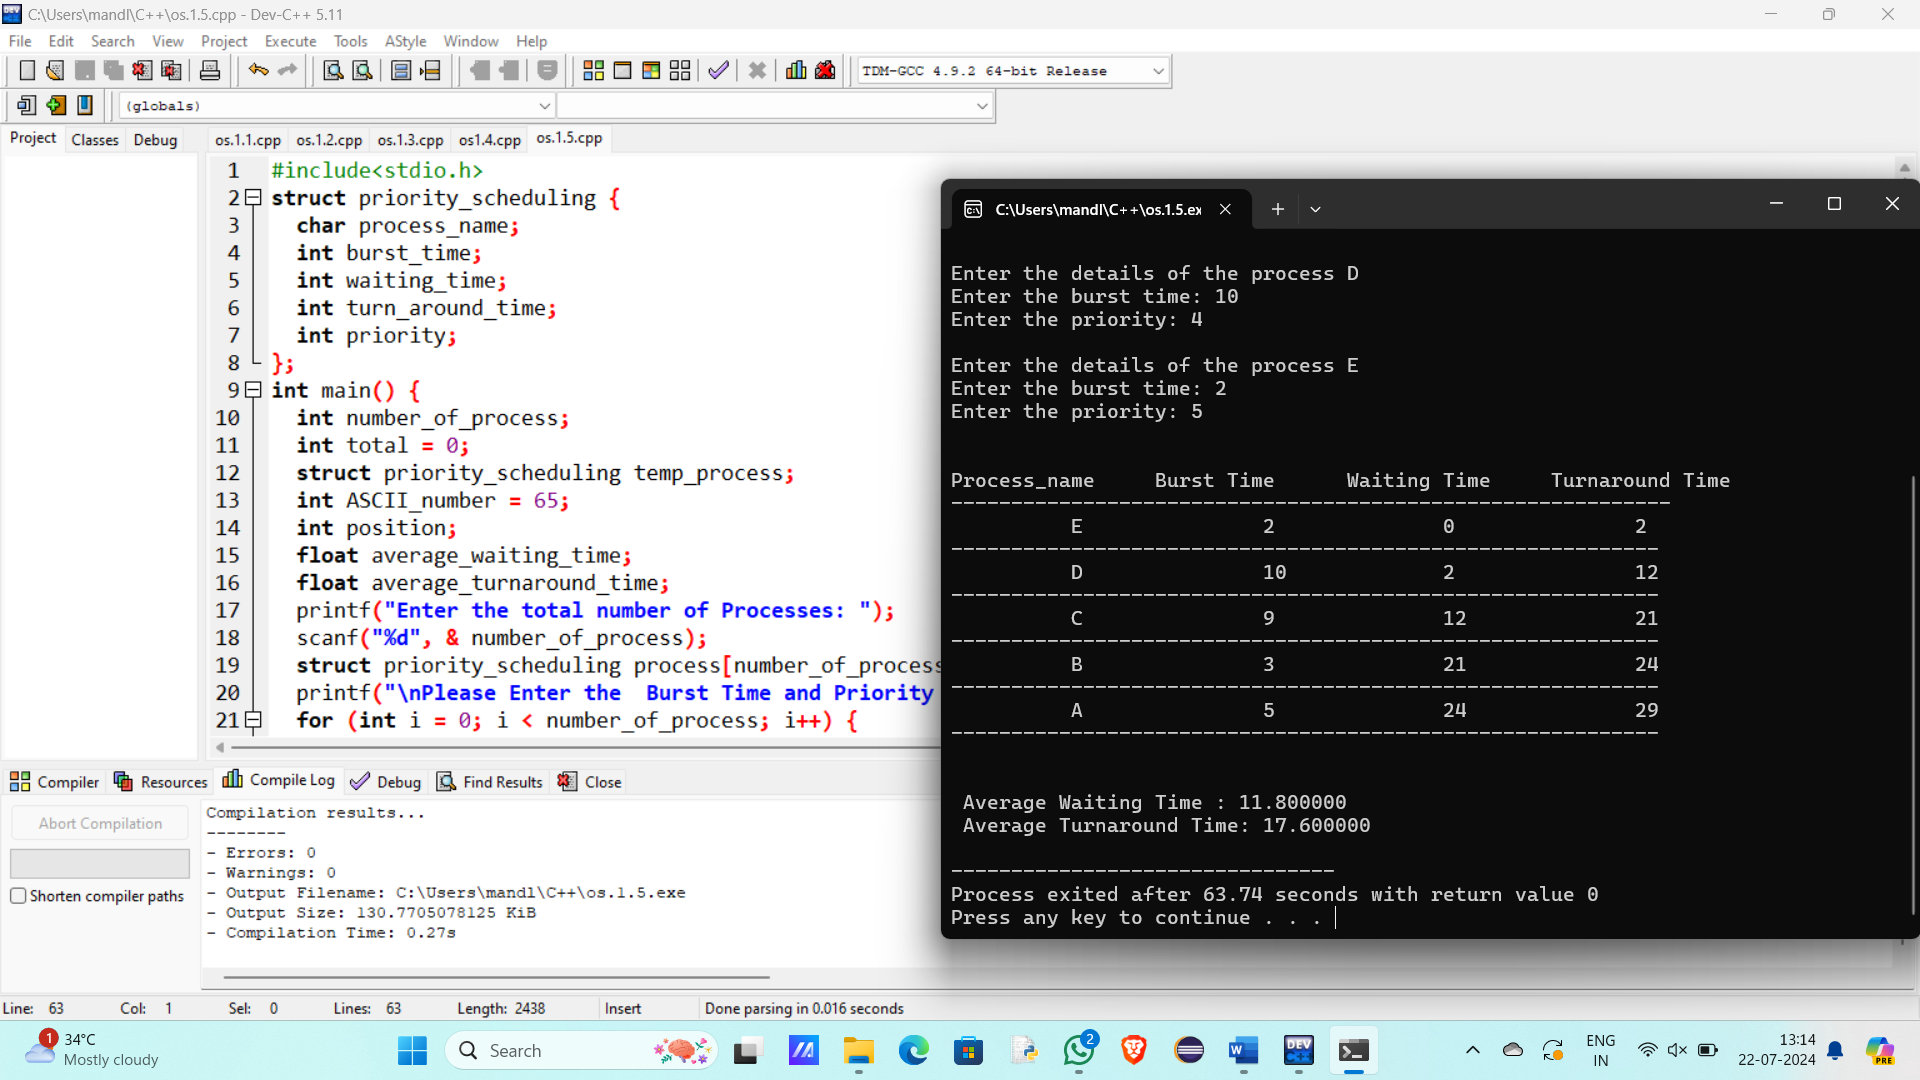 C:\Users\mandl\C++\os.1.5.cpp - Dev-C++ 5.11
File Edit Search View Project Execute Tools AStyle Window Help
TDM-GCC 4.9.2 64-bit Release
(globals)
Project Classes Debug os.1.1.cpp os.1.2.cpp os.1.3.cpp os1.4.cpp os.1.5.cpp
1 #include<stdio.h>
2 struct priority_scheduling {
3 char process_name;
4 int burst_time;
5 int waiting_time;
6 int turn_around_time;
7 int priority;
8 };
9 int main() {
10 int number_of_process;
11 int total = 0;
12 struct priority_scheduling temp_process;
13 int ASCII_number = 65;
14 int position;
15 float average_waiting_time;
16 float average_turnaround_time;
17 printf("Enter the total number of Processes: ");
18 scanf("%d", & number_of_process);
19 struct priority_scheduling process[number_of_process
20 printf("\nPlease Enter the  Burst Time and Priority
21 for (int i = 0; i < number_of_process; i++) {
C:\Users\mandl\C++\os.1.5.ex
Enter the details of the process D
Enter the burst time: 10
Enter the priority: 4
Enter the details of the process E
Enter the burst time: 2
Enter the priority: 5
Process_name Burst Time Waiting Time Turnaround Time
------------------------------------------------------------
E 2 0 2
-----------------------------------------------------------
D 10 2 12
-----------------------------------------------------------
C 9 12 21
-----------------------------------------------------------
B 3 21 24
-----------------------------------------------------------
A 5 24 29
-----------------------------------------------------------
Average Waiting Time : 11.800000
Average Turnaround Time: 17.600000
--------------------------------
Process exited after 63.74 seconds with return value 0
Press any key to continue . . .
Compiler Resources Compile Log Debug Find Results Close
Abort Compilation
Shorten compiler paths
Compilation results...
--------
- Errors: 0
- Warnings: 0
- Output Filename: C:\Users\mandl\C++\os.1.5.exe
- Output Size: 130.7705078125 KiB
- Compilation Time: 0.27s
Line: 63 Col: 1 Sel: 0 Lines: 63 Length: 2438 Insert Done parsing in 0.016 seconds
1 34°C
Mostly cloudy
Search
2
W
DEV
C++
ENG
IN
13:14
22-07-2024
PRE